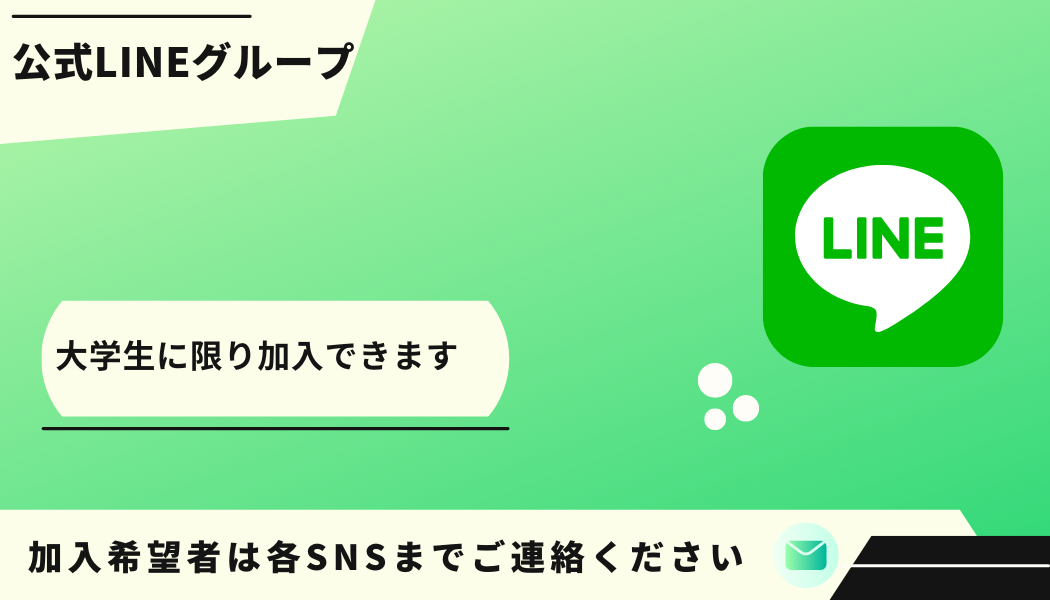 公式LINEグループ
LINE
大学生に限り加入できます
加入希望者は各SNSまでご連絡ください